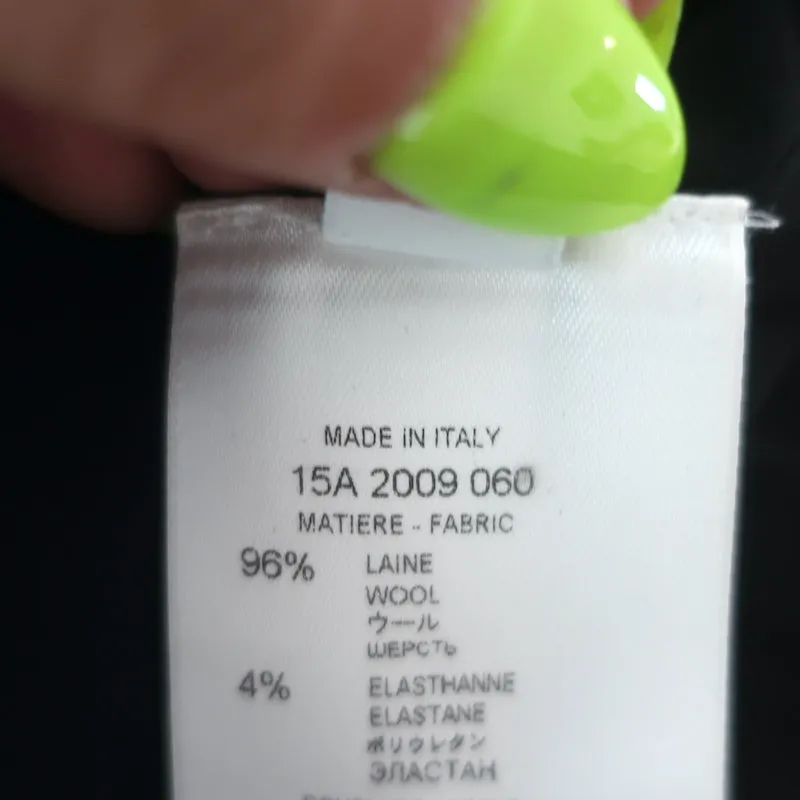 MADE IN ITALY
15A 2009 060
MATIERE - FABRIC
96% LAINE
WOOL
ウール
ШЕРСТЬ
4% ELASTHANNE
ELASTANE
ポリウレタン
ЭЛАСТАН